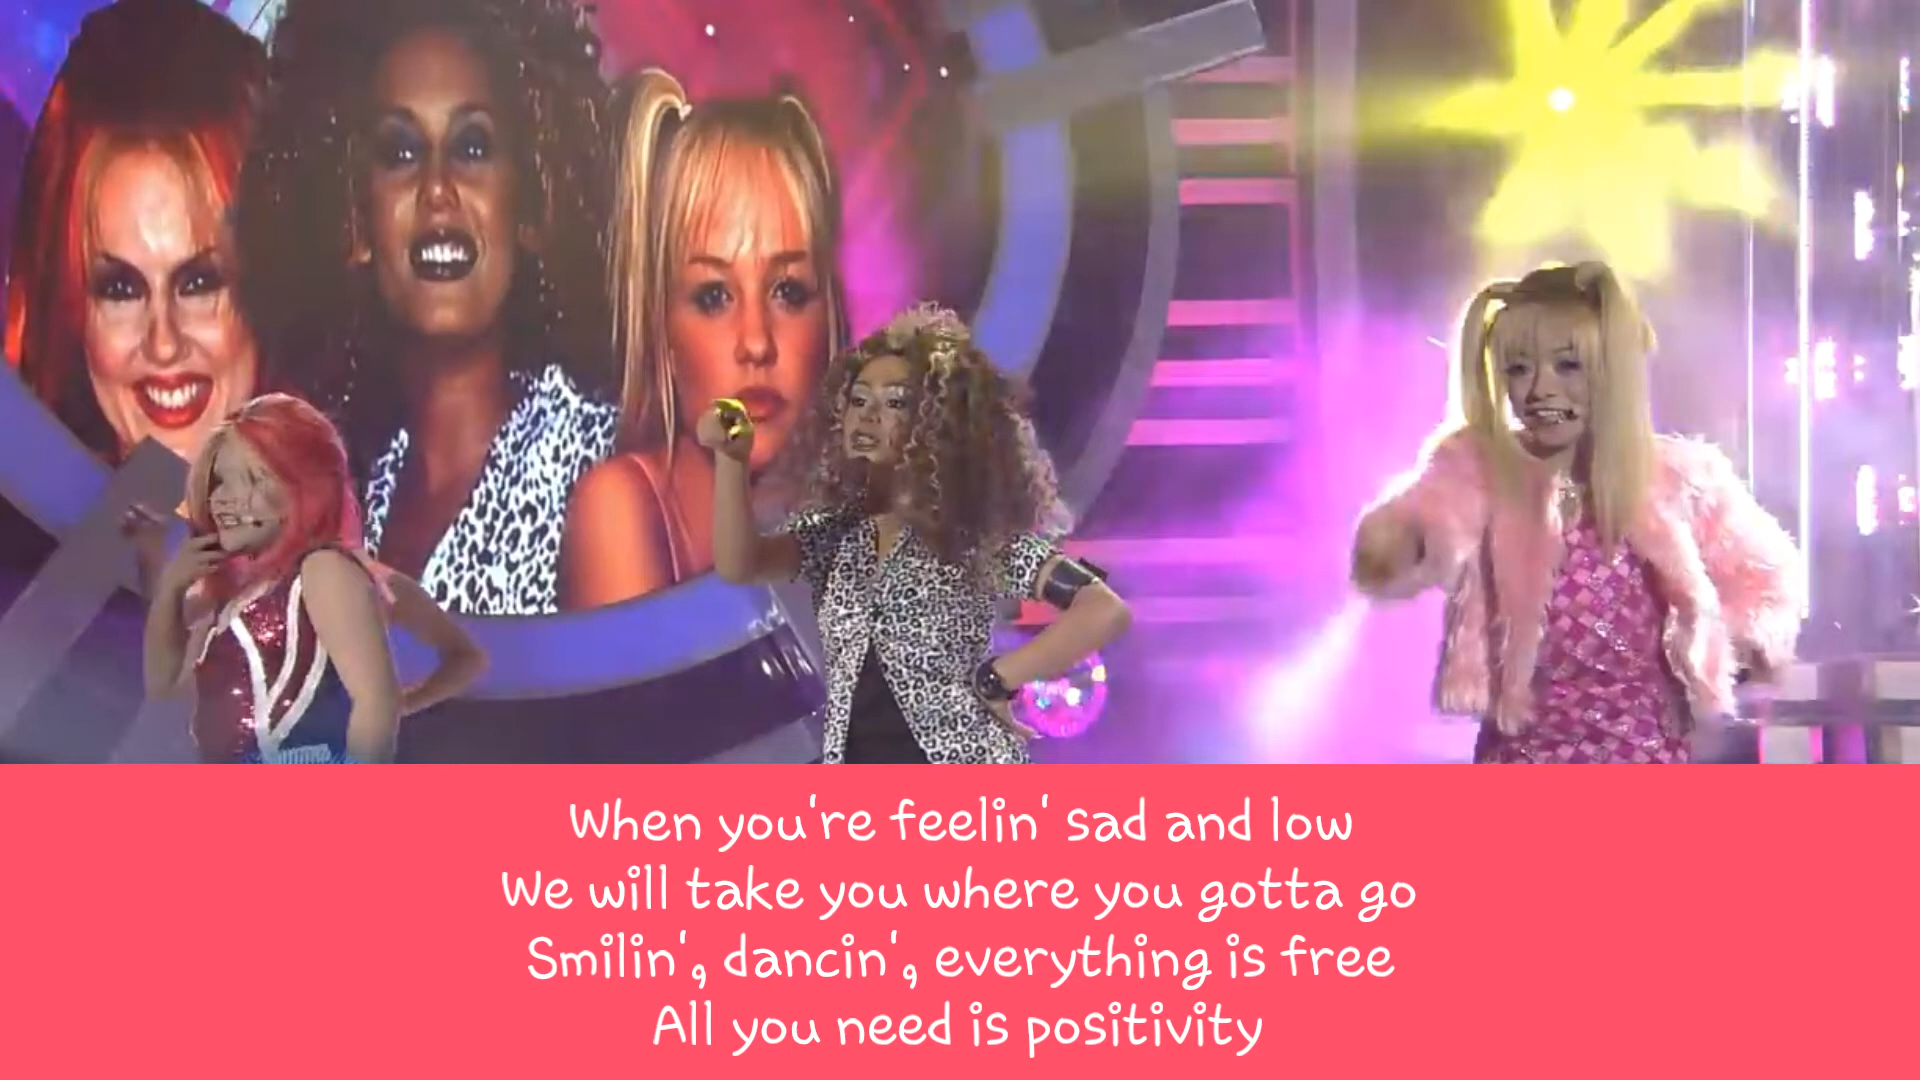 When you're feelin' sad and low
We will take you where you gotta go
Smilin', dancin', everything is free
All you need is positivity